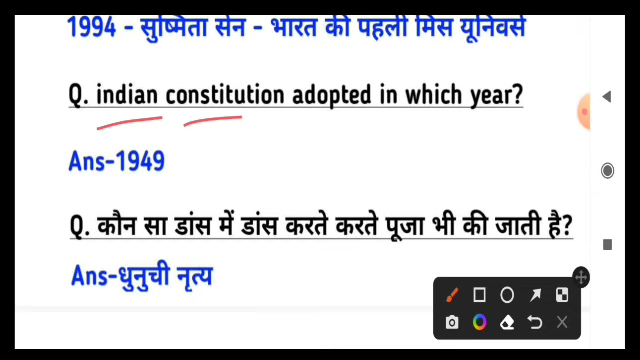 1994 - सुष्मिता सेन - भारत की पहली मिस यूनिवर्स
Q. indian constitution adopted in which year?
Ans-1949
Q. कौन सा डांस में डांस करते करते पूजा भी की जाती है?
Ans-धुनुची नृत्य